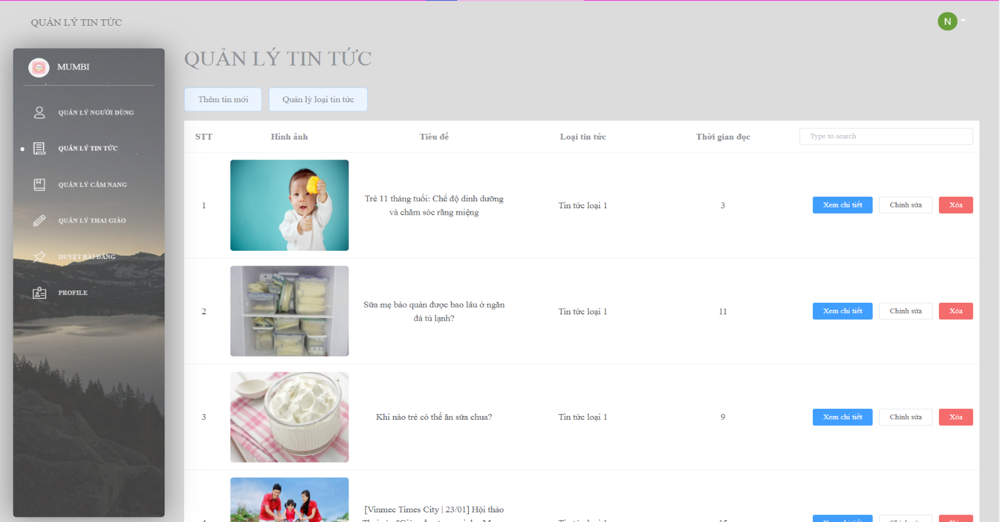 QUẢN LÝ TIN TỨC
N
MUMBI
QUẢN LÝ NGƯỜI DÙNG
QUẢN LÝ TIN TỨC
QUẢN LÝ CẨM NANG
QUẢN LÝ THAI GIÁO
DUYỆT BÀI ĐĂNG
PROFILE
QUẢN LÝ TIN TỨC
Thêm tin mới
Quản lý loại tin tức
STT Hình ảnh Tiêu đề Loại tin tức Thời gian đọc Type to search
1
Trẻ 11 tháng tuổi: Chế độ dinh dưỡng
và chăm sóc răng miệng
Tin tức loại 1
3
Xem chi tiết Chỉnh sửa Xóa
2
Sữa mẹ bảo quản được bao lâu ở ngăn
đá tủ lạnh?
Tin tức loại 1
11
Xem chi tiết Chỉnh sửa Xóa
3
Khi nào trẻ có thể ăn sữa chua?
Tin tức loại 1
9
Xem chi tiết Chỉnh sửa Xóa
[Vinmec Times City | 23/01] Hội thảo